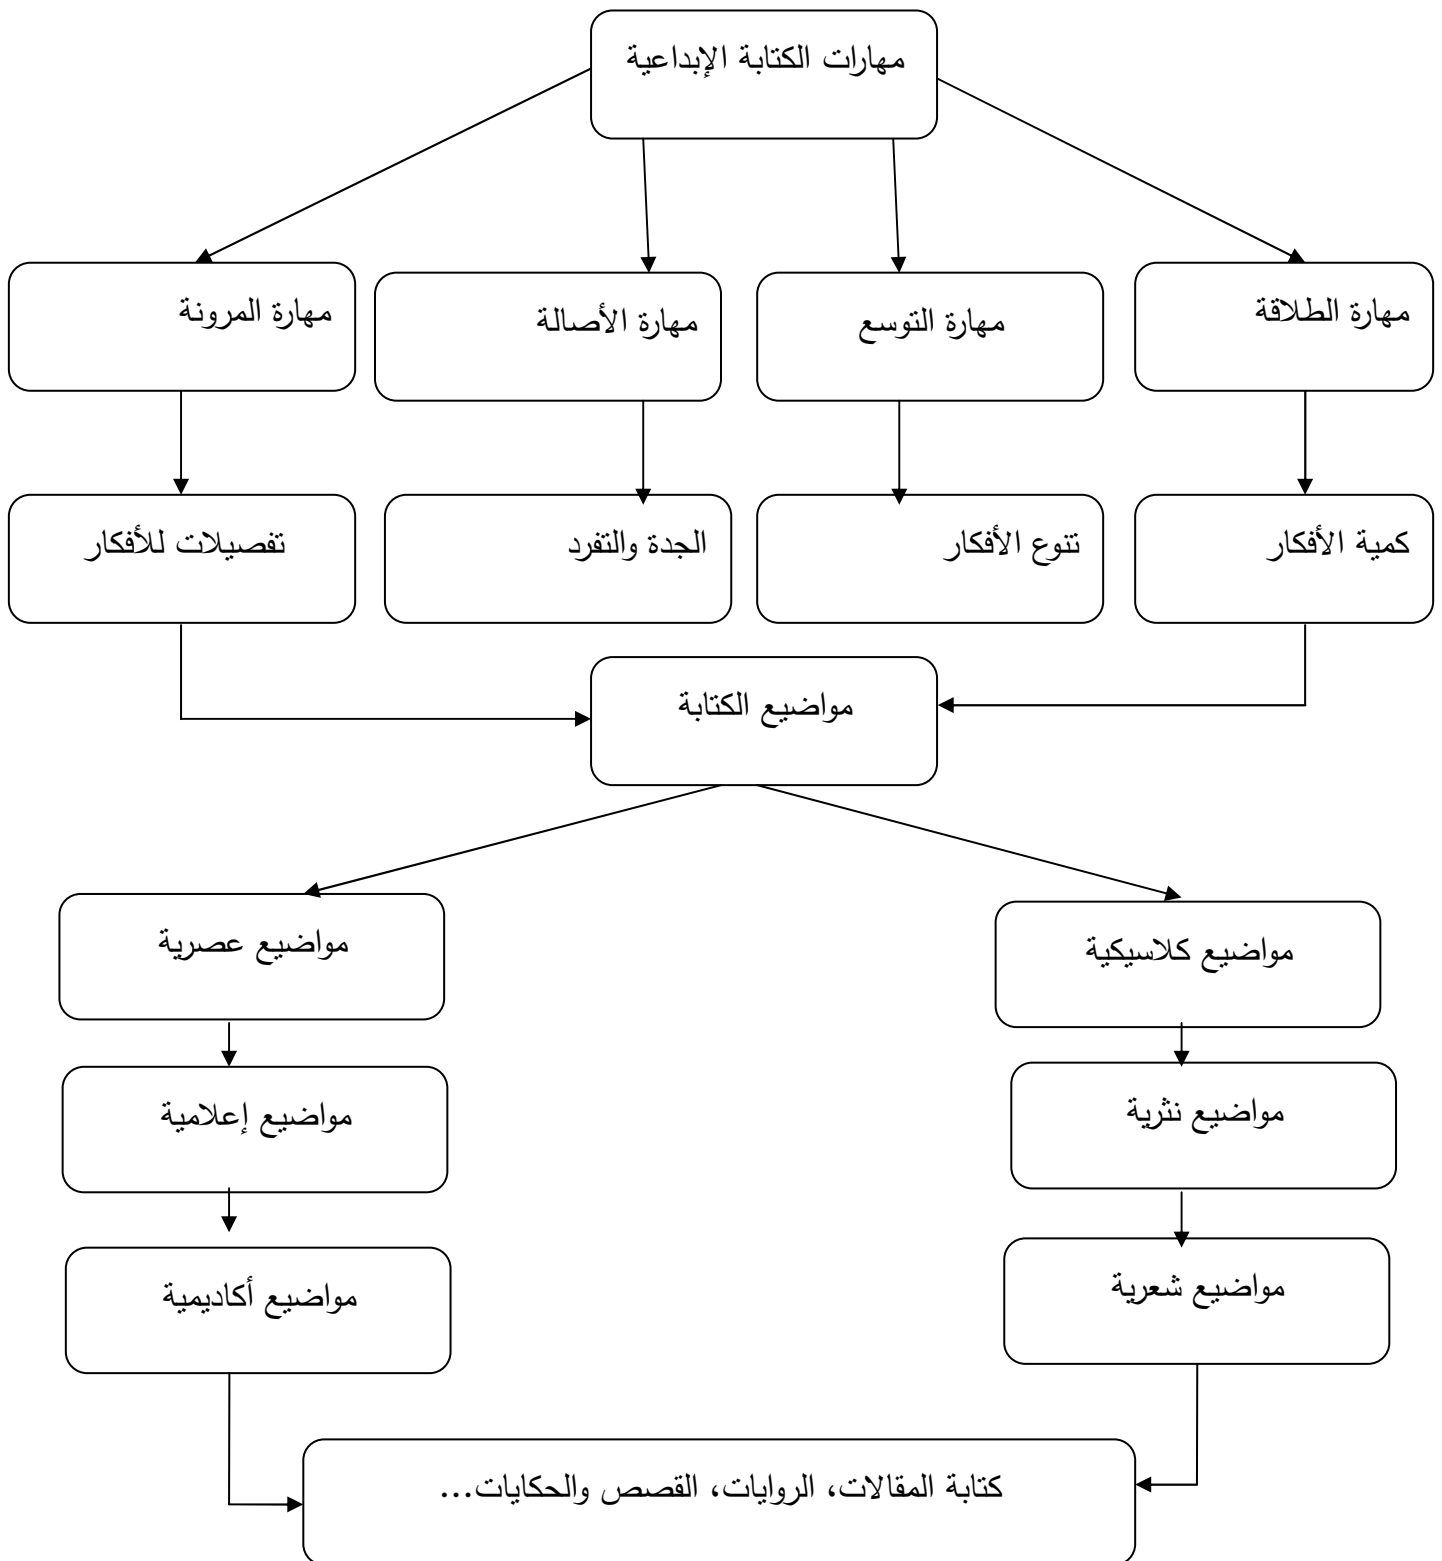 مهارات الكتابة الإبداعية
مهارة الطلاقة
مهارة التوسع
مهارة الأصالة
مهارة المرونة
كمية الأفكار
تنوع الأفكار
الجدة والتفرد
تفصيلات للأفكار
مواضيع الكتابة
مواضيع كلاسيكية
مواضيع عصرية
مواضيع نثرية
مواضيع إعلامية
مواضيع شعرية
مواضيع أكاديمية
كتابة المقالات، الروايات، القصص والحكايات...